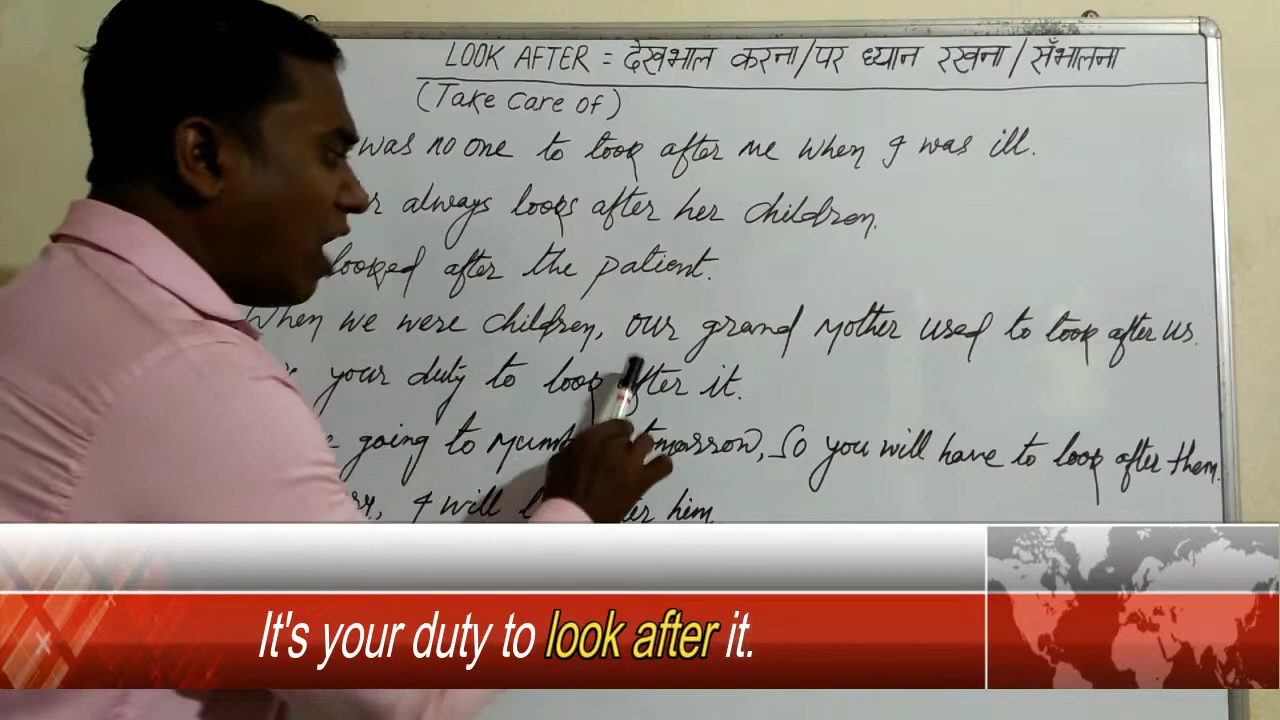 LOOK AFTER = देखभाल करना/पर ध्यान रखना/सँभालना
(Take Care of)
was no one to look after me when I was ill.
r always looks after her children.
looked after the patient.
When we were children, our grand mother used to look after us.
your duty to look after it.
going to Mumb tomorrow, So you will have to look after them.
I will l ter him
It's your duty to look after it.